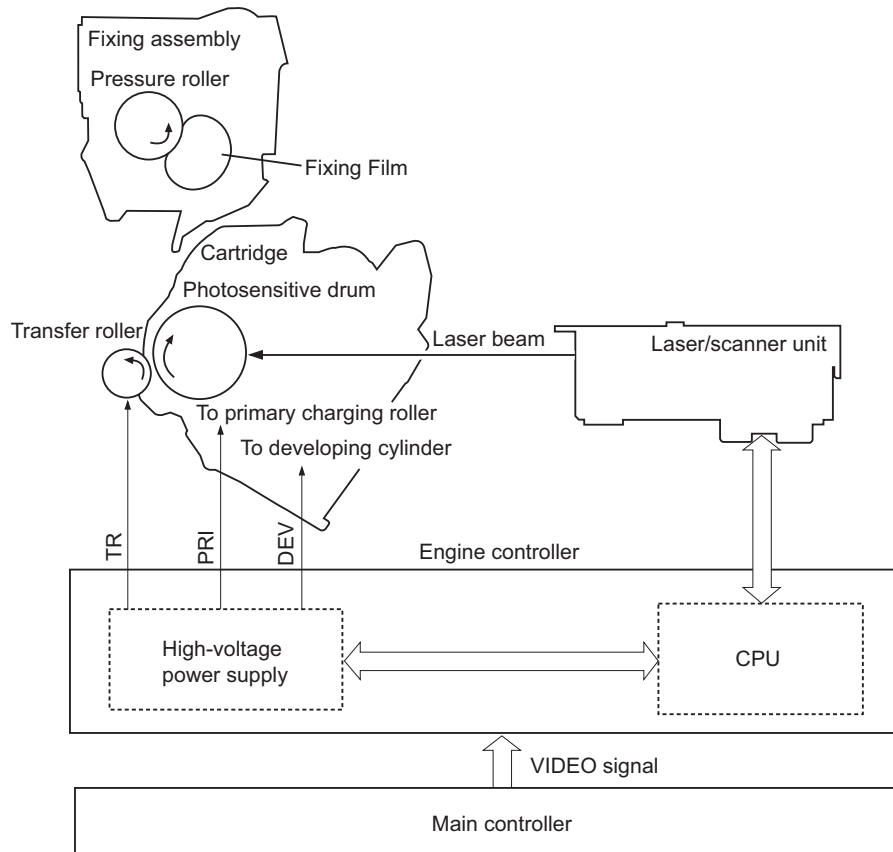 Fixing assembly
Pressure roller
Fixing Film
Cartridge
Photosensitive drum
Transfer roller
Laser beam
Laser/scanner unit
To primary charging roller
To developing cylinder
TR
PRI
DEV
Engine controller
High-voltage
power supply
CPU
VIDEO signal
Main controller